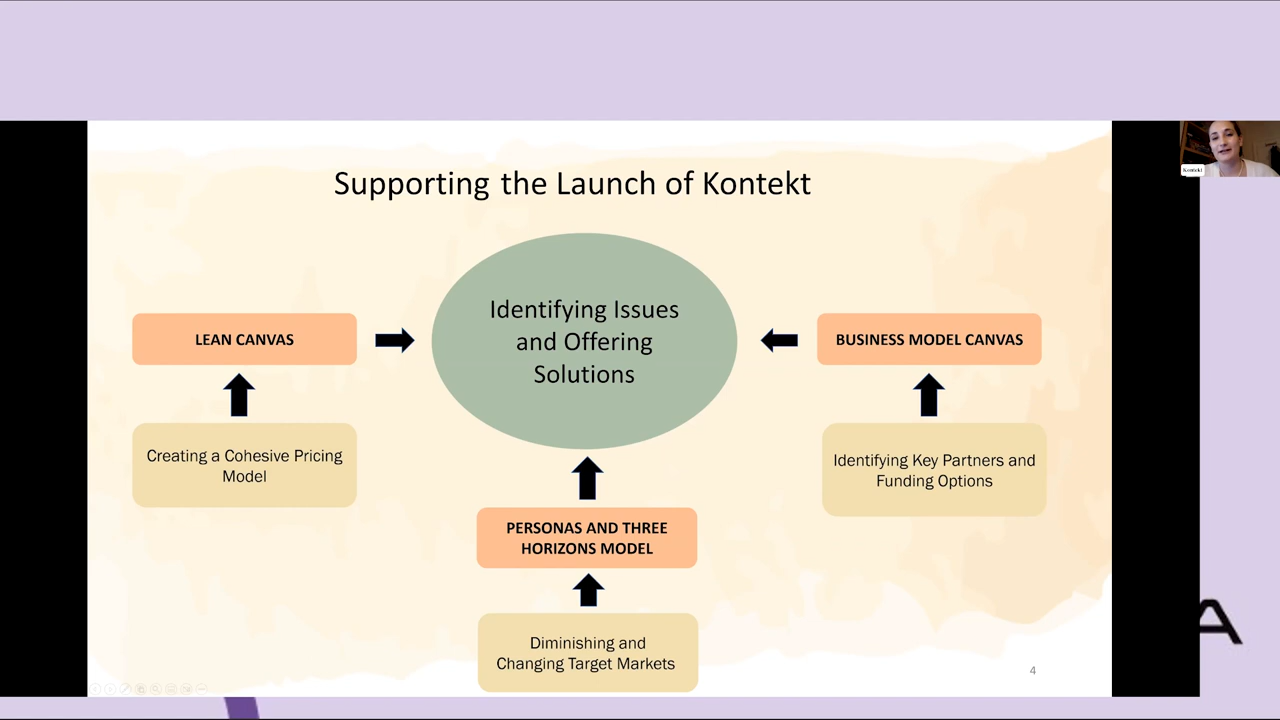 Supporting the Launch of Kontekt
Identifying Issues
and Offering
Solutions
LEAN CANVAS
BUSINESS MODEL CANVAS
Creating a Cohesive Pricing
Model
Identifying Key Partners and
Funding Options
PERSONAS AND THREE
HORIZONS MODEL
Diminishing and
Changing Target Markets
4
A